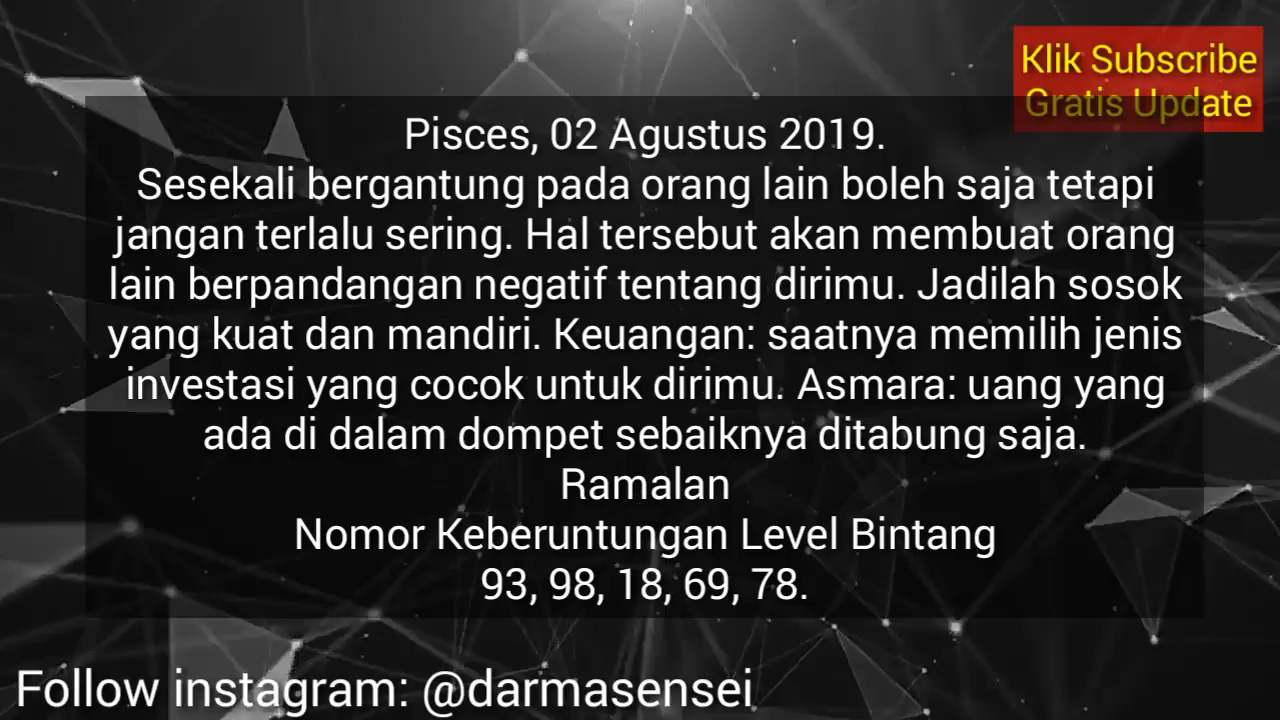 Klik Subscribe
Gratis Update
Pisces, 02 Agustus 2019.
Sesekali bergantung pada orang lain boleh saja tetapi
jangan terlalu sering. Hal tersebut akan membuat orang
lain berpandangan negatif tentang dirimu. Jadilah sosok
yang kuat dan mandiri. Keuangan: saatnya memilih jenis
investasi yang cocok untuk dirimu. Asmara: uang yang
ada di dalam dompet sebaiknya ditabung saja.
Ramalan
Nomor Keberuntungan Level Bintang
93, 98, 18, 69, 78.
Follow instagram: @darmasensei